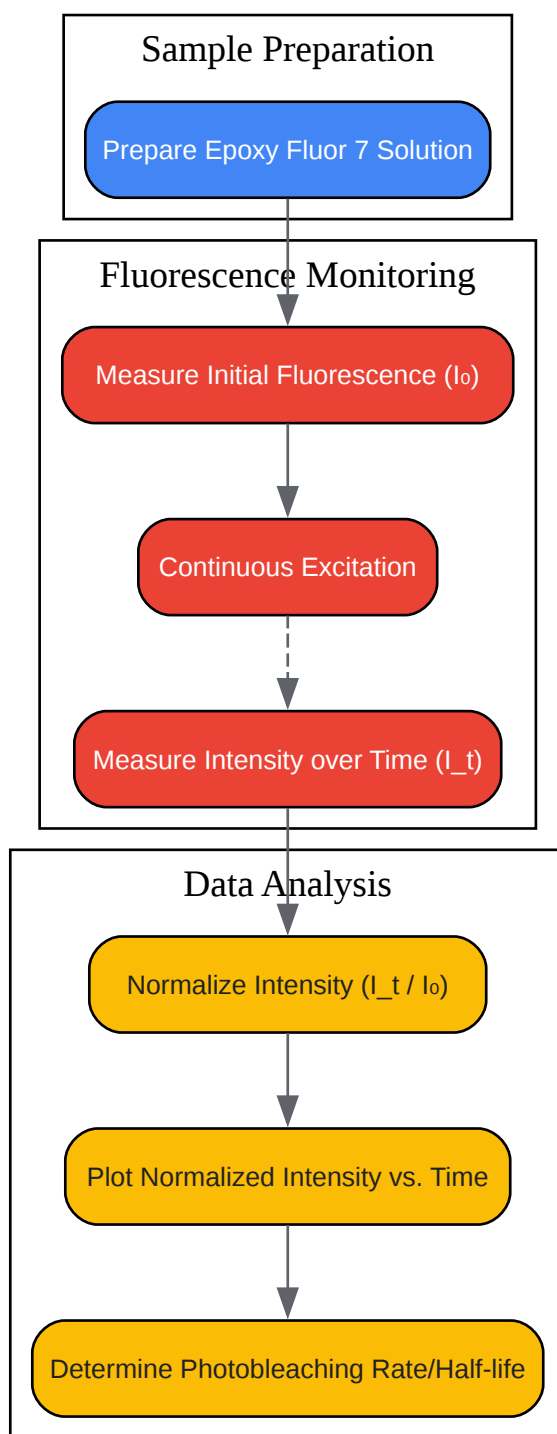 Sample Preparation
Prepare Epoxy Fluor 7 Solution
Fluorescence Monitoring
Measure Initial Fluorescence (I₀)
Continuous Excitation
Measure Intensity over Time (I_t)
Data Analysis
Normalize Intensity (I_t / I₀)
Plot Normalized Intensity vs. Time
Determine Photobleaching Rate/Half-life